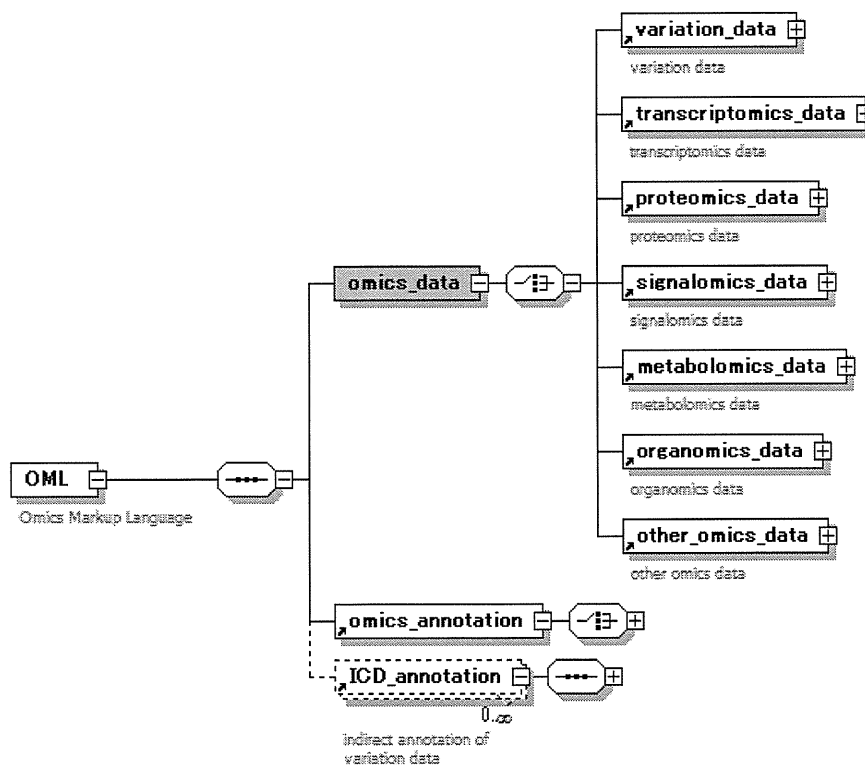 variation_data
variation data
transcriptomics_data
transcriptomics data
proteomics_data
proteomics data
omics_data
signalomics_data
signalomics data
metabolomics_data
metabolomics data
OML
Omics Markup Language
organomics_data
organomics data
other_omics_data
other omics data
omics_annotation
ICD_annotation
0..∞
indirect annotation of
variation data